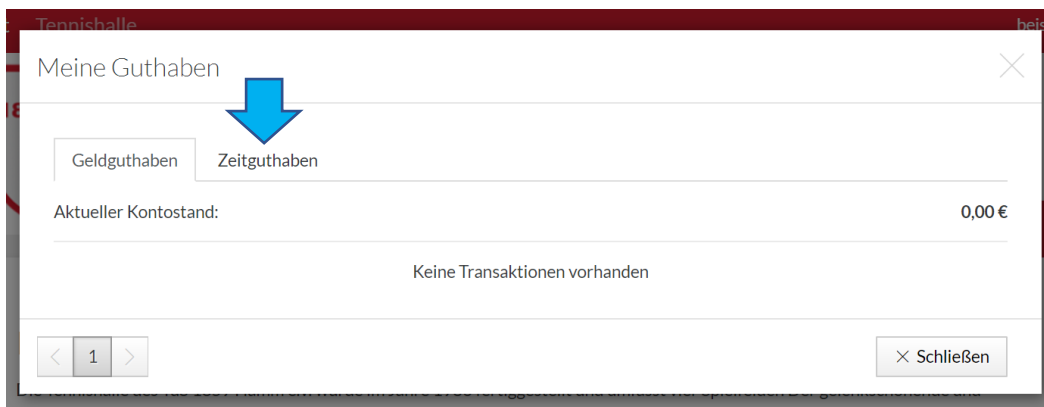 Tennishalle
Meine Guthaben
Geldguthaben Zeitguthaben
Aktueller Kontostand: 0,00 €
Keine Transaktionen vorhanden
< 1 >
× Schließen